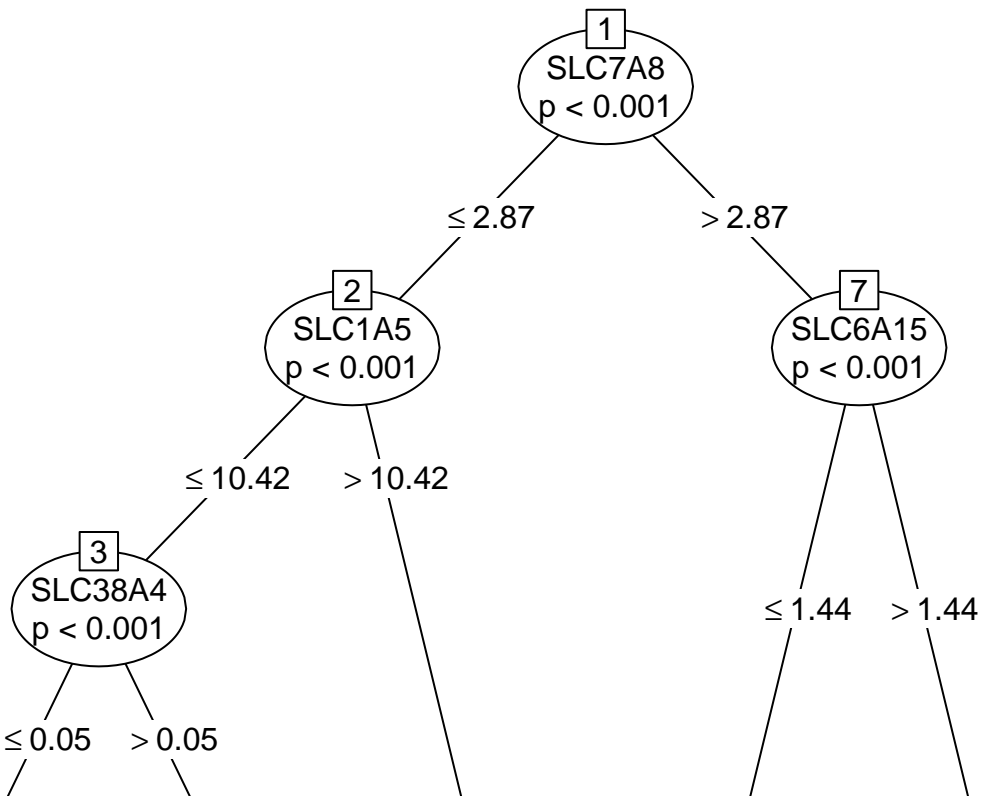 1
SLC7A8
p < 0.001
≤ 2.87
> 2.87
2
SLC1A5
p < 0.001
7
SLC6A15
p < 0.001
≤ 10.42
> 10.42
3
SLC38A4
p < 0.001
≤ 1.44
> 1.44
≤ 0.05
> 0.05